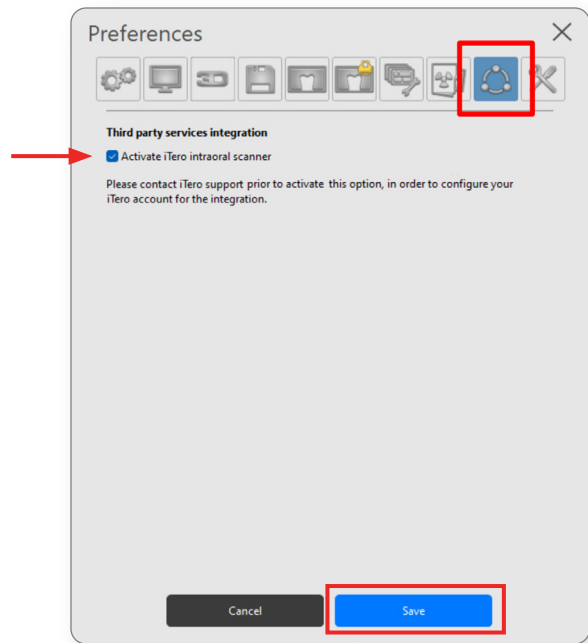 Preferences
3D
Third party services integration
Activate iTero intraoral scanner
Please contact iTero support prior to activate this option, in order to configure your
iTero account for the integration.
Cancel
Save